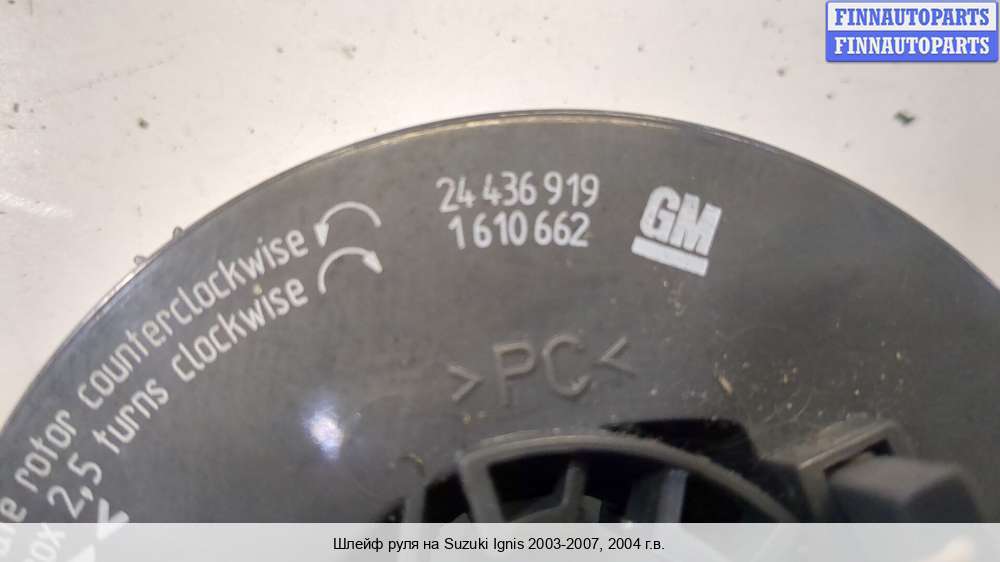 FINNAUTOPARTS
FINNAUTOPARTS
24 436 919
1 610 662
GM
rotor counterclockwise
2,5 turns clockwise
>PC<
Шлейф руля на Suzuki Ignis 2003-2007, 2004 г.в.